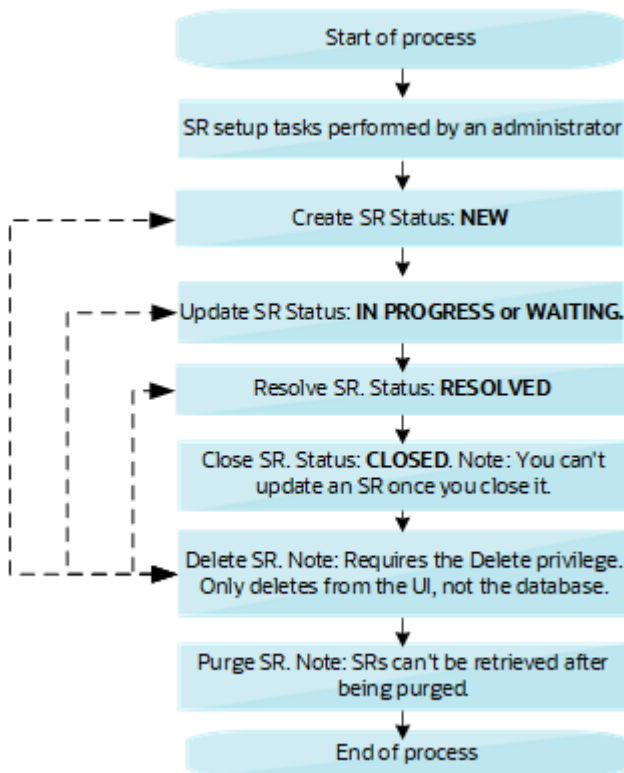 Start of process
SR setup tasks performed by an administrator
Create SR Status: NEW
Update SR Status: IN PROGRESS or WAITING.
Resolve SR. Status: RESOLVED
Close SR. Status: CLOSED. Note: You can't
update an SR once you close it.
Delete SR. Note: Requires the Delete privilege.
Only deletes from the UI, not the database.
Purge SR. Note: SRs can't be retrieved after
being purged.
End of process